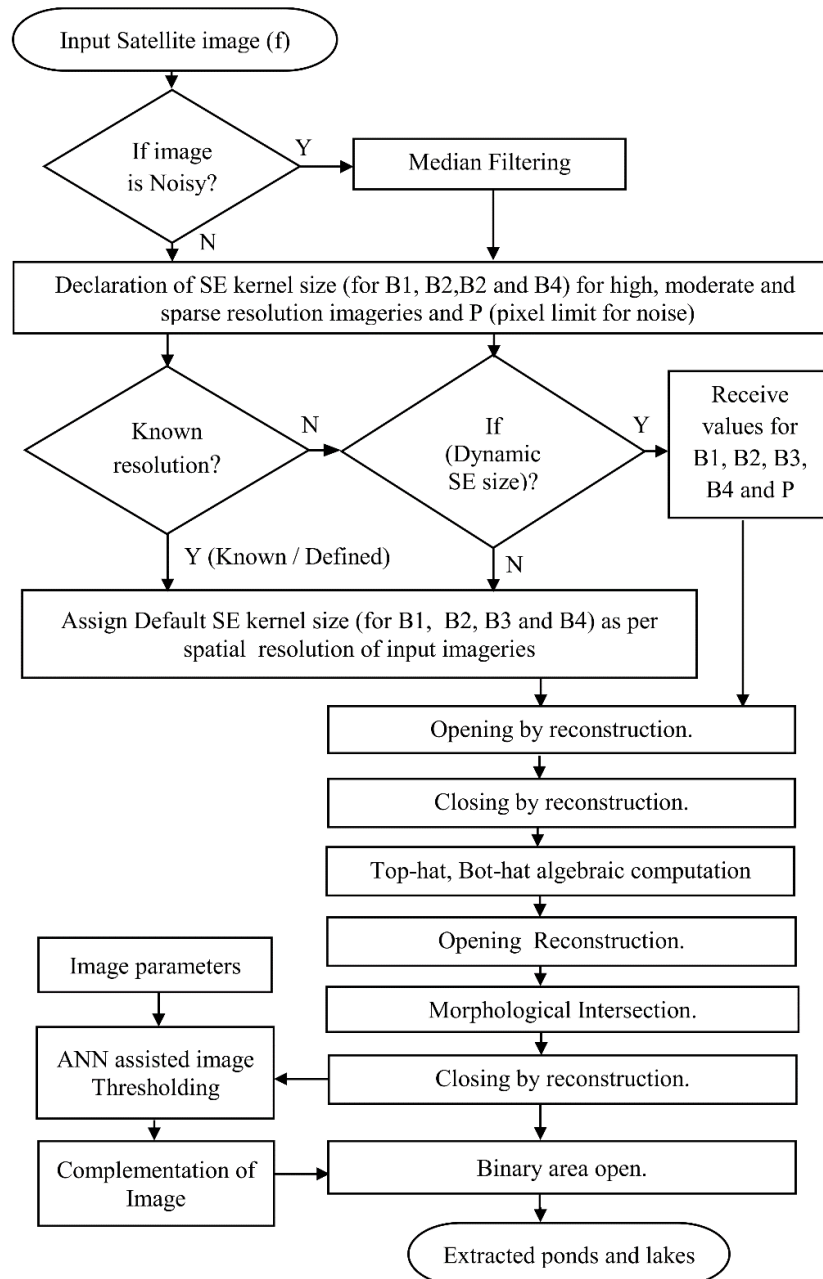 Input Satellite image (f)
If image
is Noisy?
Y
Median Filtering
N
Declaration of SE kernel size (for B1, B2,B2 and B4) for high, moderate and
sparse resolution imageries and P (pixel limit for noise)
Known
resolution?
N
If
(Dynamic
SE size)?
Y
Receive
values for
B1, B2, B3,
B4 and P
Y (Known / Defined)
N
Assign Default SE kernel size (for B1, B2, B3 and B4) as per
spatial resolution of input imageries
Opening by reconstruction.
Closing by reconstruction.
Top-hat, Bot-hat algebraic computation
Opening Reconstruction.
Image parameters
Morphological Intersection.
ANN assisted image
Thresholding
Closing by reconstruction.
Complementation of
Image
Binary area open.
Extracted ponds and lakes